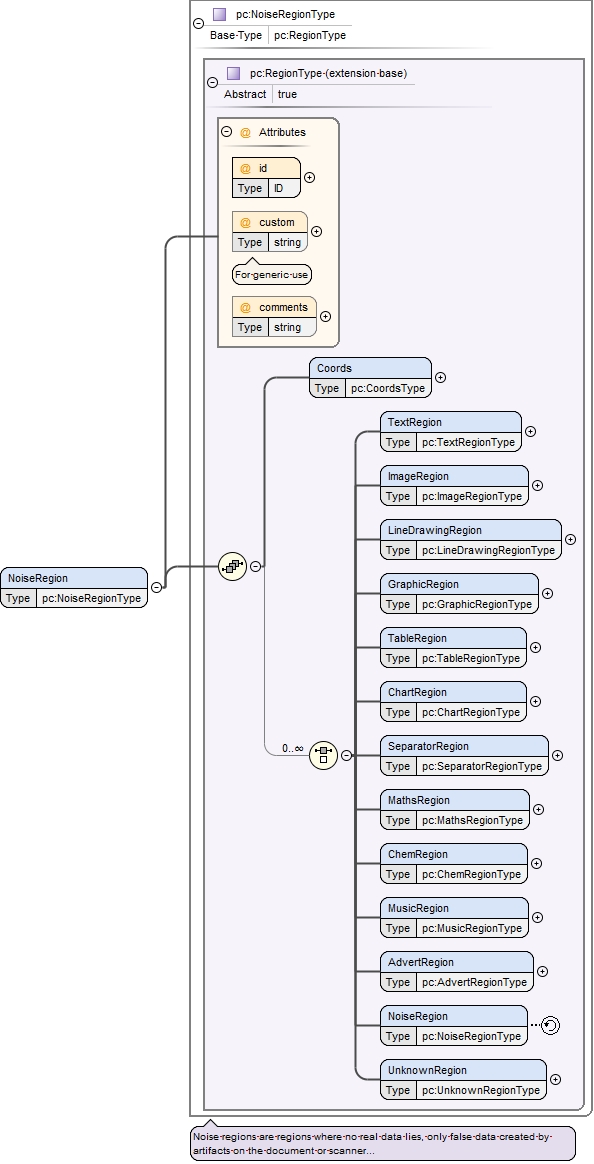 pc:NoiseRegionType
Base-Type pc:RegionType
pc:RegionType-(extension-base)
Abstract true
@ Attributes
@ id
Type ID
@ custom
Type string
For-generic-use
@ comments
Type string
Coords
Type pc:CoordsType
TextRegion
Type pc:TextRegionType
ImageRegion
Type pc:ImageRegionType
LineDrawingRegion
Type pc:LineDrawingRegionType
GraphicRegion
Type pc:GraphicRegionType
NoiseRegion
Type pc:NoiseRegionType
TableRegion
Type pc:TableRegionType
ChartRegion
Type pc:ChartRegionType
0..∞
SeparatorRegion
Type pc:SeparatorRegionType
MathsRegion
Type pc:MathsRegionType
ChemRegion
Type pc:ChemRegionType
MusicRegion
Type pc:MusicRegionType
AdvertRegion
Type pc:AdvertRegionType
NoiseRegion
Type pc:NoiseRegionType
UnknownRegion
Type pc:UnknownRegionType
Noise-regions-are-regions-where-no-real-data-lies,-only-false-data-created-by-
artifacts-on-the-document-or-scanner...